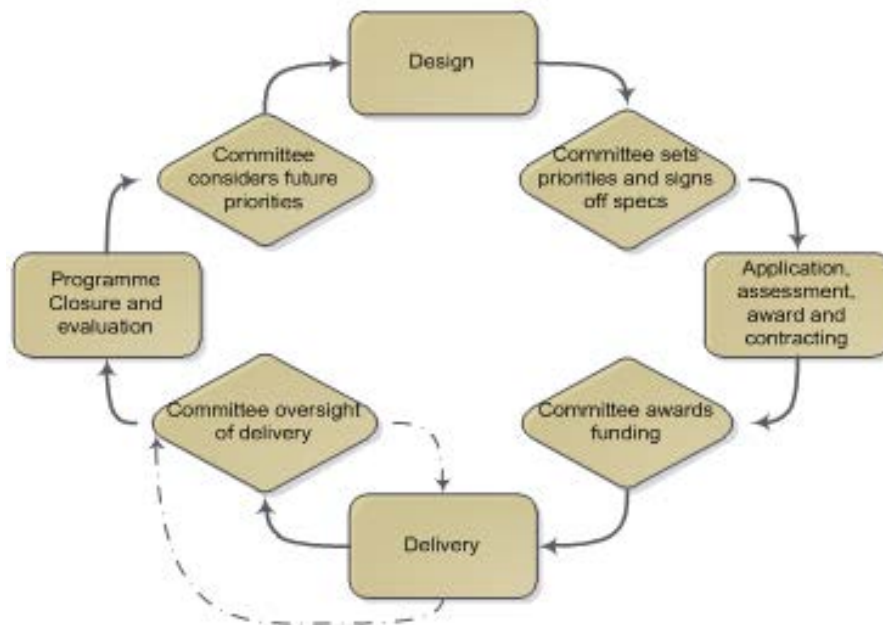 Design
Committee sets
priorities and signs
off specs
Application,
assessment,
award and
contracting
Committee awards
funding
Delivery
Committee oversight
of delivery
Programme
Closure and
evaluation
Committee
considers future
priorities